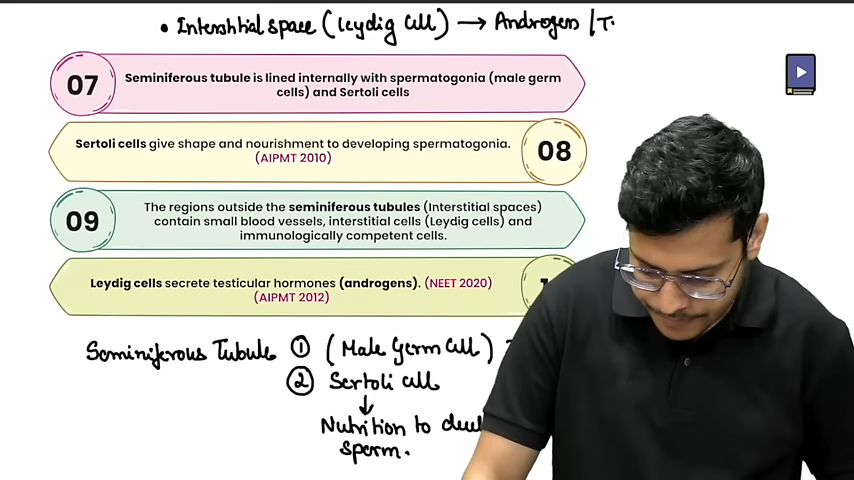 • Interstitial space (Leydig Cell) → Androgen / T.
07
Seminiferous tubule is lined internally with spermatogonia (male germ
cells) and Sertoli cells
Sertoli cells give shape and nourishment to developing spermatogonia.
(AIPMT 2010)
08
09
The regions outside the seminiferous tubules (Interstitial spaces)
contain small blood vessels, interstitial cells (Leydig cells) and
immunologically competent cells.
Leydig cells secrete testicular hormones (androgens). (NEET 2020)
(AIPMT 2012)
Seminiferous Tubule ① (Male Germ Cell)
② Sertoli Cell
↓
Nutrition to
sperm.